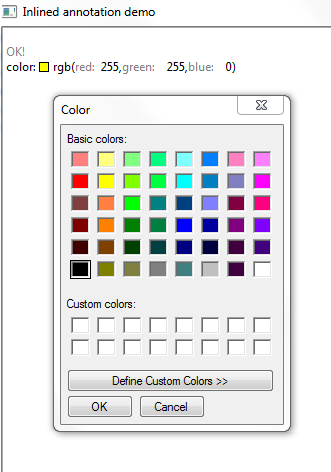 Inlined annotation demo
OK!
color: rgb(red: 255,green: 255,blue: 0)
Color
Basic colors:
Custom colors:
Define Custom Colors >>
OK Cancel